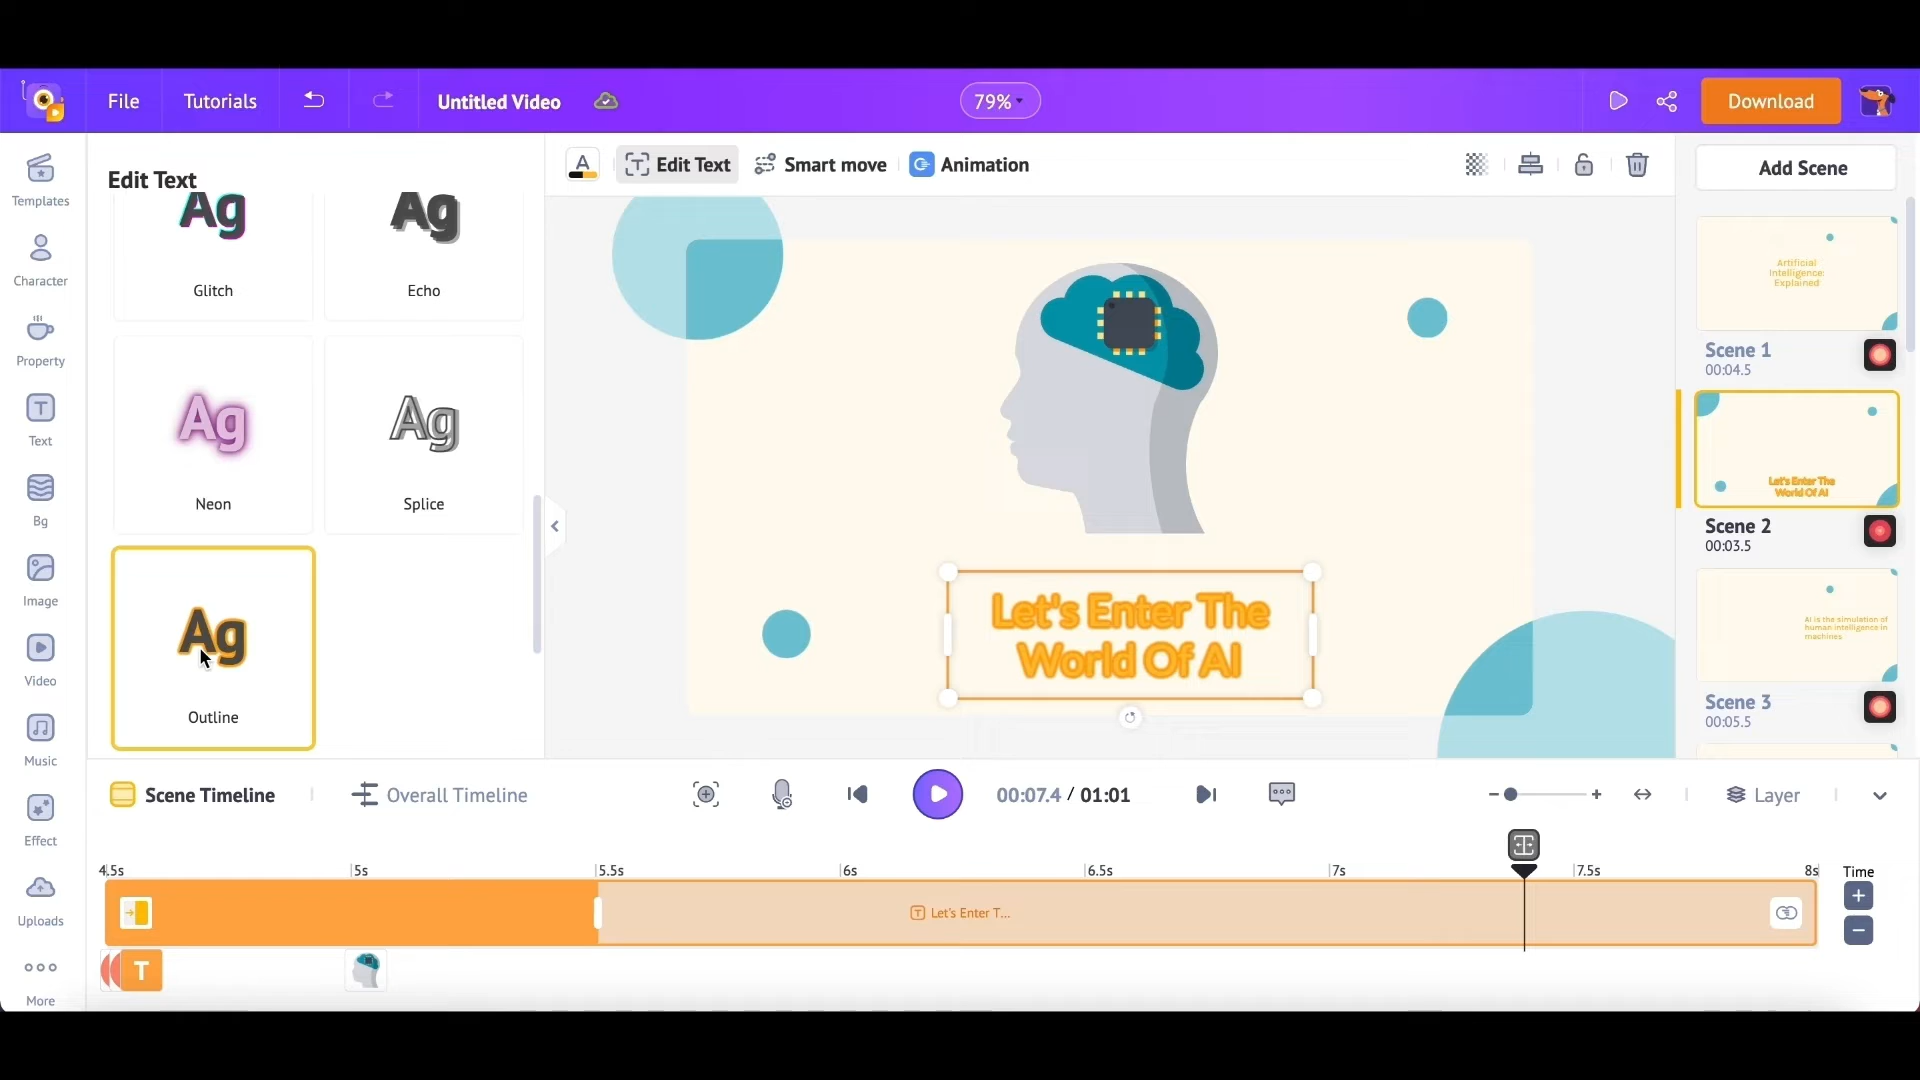 File
Tutorials
Untitled Video
79%
Download
Templates
Character
Property
Text
Bg
Image
Video
Music
Effect
Uploads
More
Edit Text
Ag
Glitch
Ag
Echo
Ag
Neon
Ag
Splice
Ag
Outline
A
Edit Text
Smart move
Animation
Let's Enter The
World Of AI
Add Scene
Artificial
Intelligence:
Explained
Scene 1
00:04.5
Let's Enter The
World Of AI
Scene 2
00:03.5
AI is the simulation of
human intelligence in
machines
Scene 3
00:05.5
Scene Timeline
Overall Timeline
00:07.4 / 01:01
Layer
4.5s
5s
5.5s
6s
6.5s
7s
7.5s
8s
Time
T Let's Enter T...
T